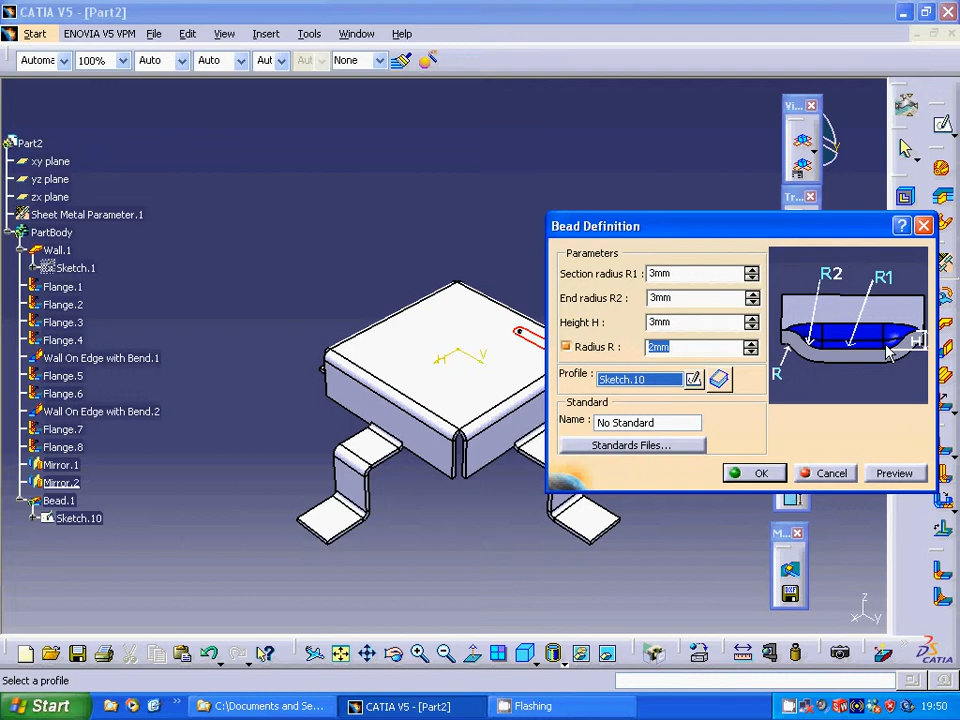 CATIA V5 - [Part2]
Start ENOVIA V5 VPM File Edit View Insert Tools Window Help
Automa 100% Auto Auto Aut Aut None
Vi...
Part2
xy plane
yz plane
zx plane
Sheet Metal Parameter.1
PartBody
Wall.1
Sketch.1
Flange.1
Flange.2
Flange.3
Wall On Edge with Bend.1
Flange.5
Flange.6
Wall On Edge with Bend.2
Flange.7
Flange.8
Mirror.1
Mirror.2
Bead.1
Sketch.10
H V
Tr...
Bead Definition
Parameters
Section radius R1 : 3mm
End radius R2 : 3mm
Height H : 3mm
Radius R : 2mm
Profile : Sketch.10
Standard
Name : No Standard
Standards Files...
OK Cancel Preview
R2 R1
H
R
M...
z
x y
CATIA
Select a profile
Start C:\Documents and Se... CATIA V5 - [Part2] Flashing 19:50